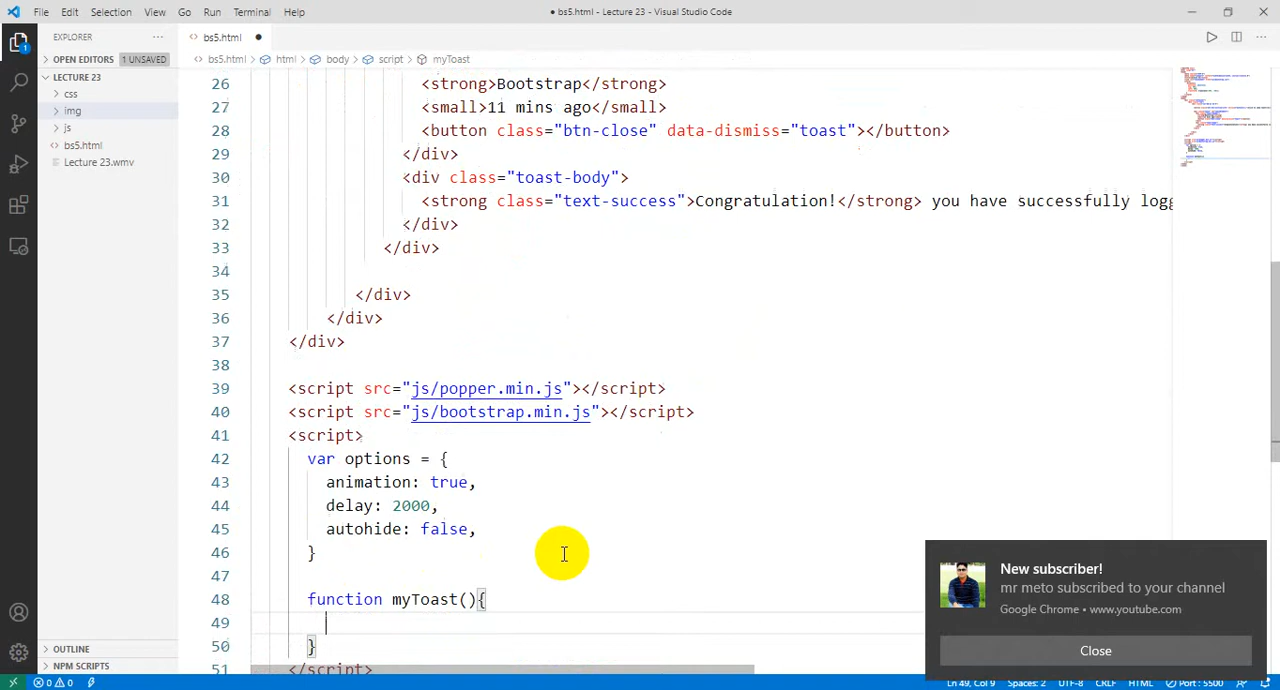 File Edit Selection View Go Run Terminal Help
● bs5.html - Lecture 23 - Visual Studio Code
EXPLORER ···
<> bs5.html ●
OPEN EDITORS 1 UNSAVED
<> bs5.html > html > body > script > myToast
LECTURE 23
css
img
js
<> bs5.html
Lecture 23.wmv
26 <strong>Bootstrap</strong>
27 <small>11 mins ago</small>
28 <button class="btn-close" data-dismiss="toast"></button>
29 </div>
30 <div class="toast-body">
31 <strong class="text-success">Congratulation!</strong> you have successfully logg
32 </div>
33 </div>
34
35 </div>
36 </div>
37 </div>
38
39 <script src="js/popper.min.js"></script>
40 <script src="js/bootstrap.min.js"></script>
41 <script>
42 var options = {
43 animation: true,
44 delay: 2000,
45 autohide: false,
46 }
47
48 function myToast(){
49
50 }
51 </script>
New subscriber!
mr meto subscribed to your channel
Google Chrome • www.youtube.com
Close
OUTLINE
NPM SCRIPTS
1
0 0
Ln 49, Col 9 Spaces: 2 UTF-8 CRLF HTML Port : 5500